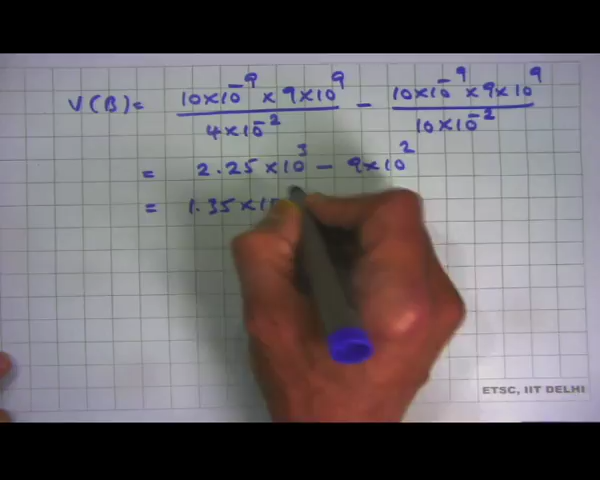 V(B) = 10×10⁻⁹ × 9×10⁹ / 4×10⁻² − 10×10⁻⁹ × 9×10⁹ / 10×10⁻²
= 2.25×10³ − 9×10²
= 1.35×10
ETSC, IIT DELHI